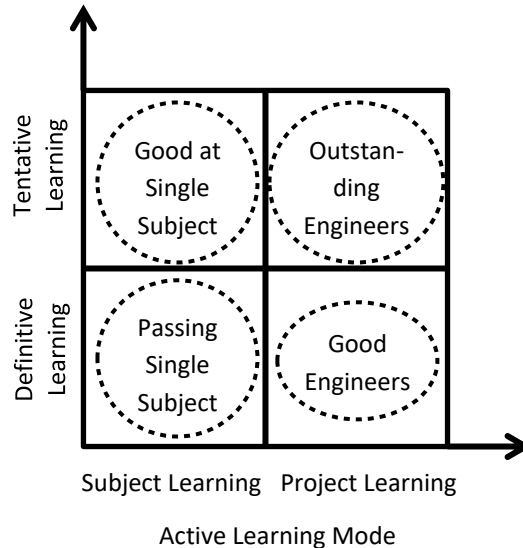 Tentative
Learning
Good at
Single
Subject
Outstan-
ding
Engineers
Definitive
Learning
Passing
Single
Subject
Good
Engineers
Subject Learning
Project Learning
Active Learning Mode